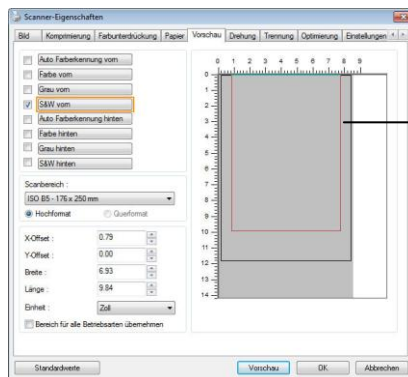 Scanner-Eigenschaften
Bild Komprimierung Farbunterdrückung Papier Vorschau Drehung Trennung Optimierung Einstellungen
Auto Farberkennung vorn
Farbe vorn
Grau vorn
S&W vorn
Auto Farberkennung hinten
Farbe hinten
Grau hinten
S&W hinten
Scanbereich :
ISO B5 - 176 x 250 mm
Hochformat Querformat
X-Offset : 0.79
Y-Offset : 0.00
Breite : 6.93
Länge : 9.84
Einheit : Zoll
Bereich für alle Betriebsarten übernehmen
0 1 2 3 4 5 6 7 8 9
0
1
2
3
4
5
6
7
8
9
10
11
12
13
14
Standardwerte Vorschau OK Abbrechen